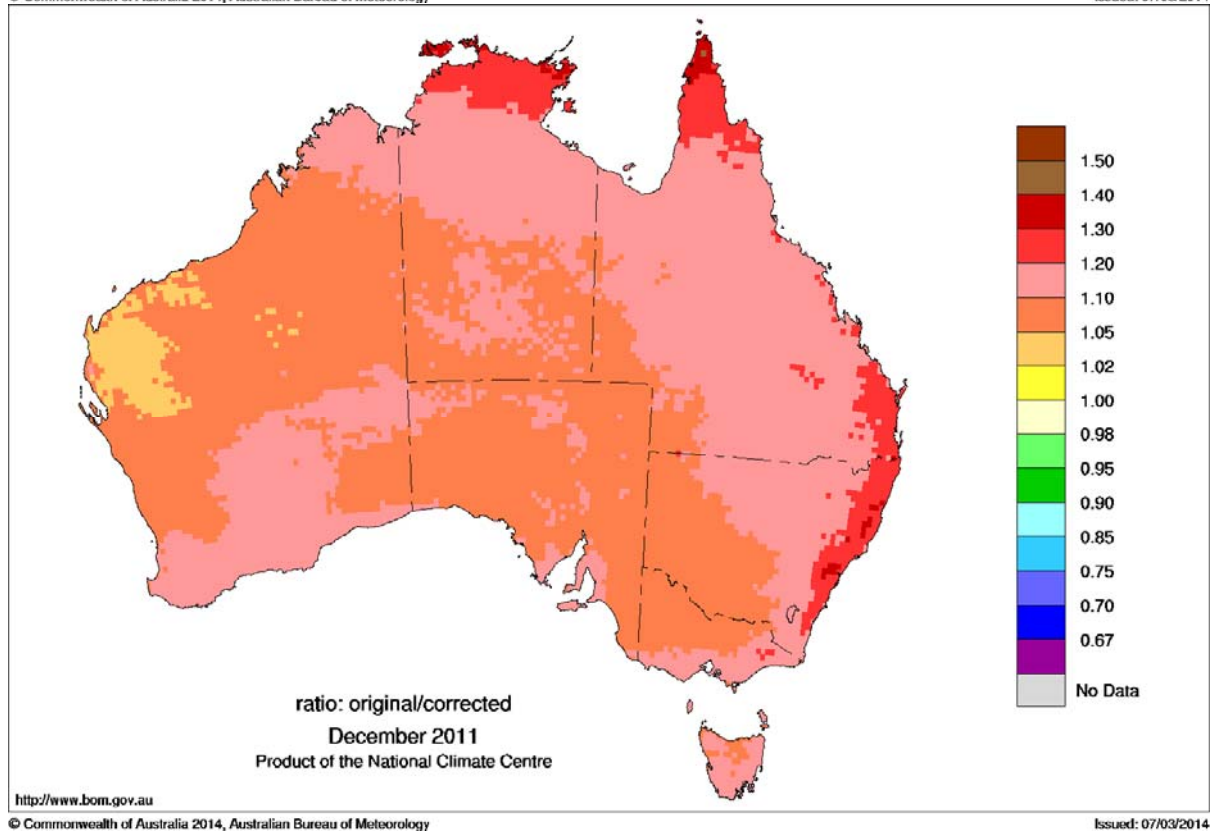 1.50
1.40
1.30
1.20
1.10
1.05
1.02
1.00
0.98
0.95
0.90
0.85
0.75
0.70
0.67
No Data
ratio: original/corrected
December 2011
Product of the National Climate Centre
http://www.bom.gov.au
© Commonwealth of Australia 2014, Australian Bureau of Meteorology
Issued: 07/03/2014